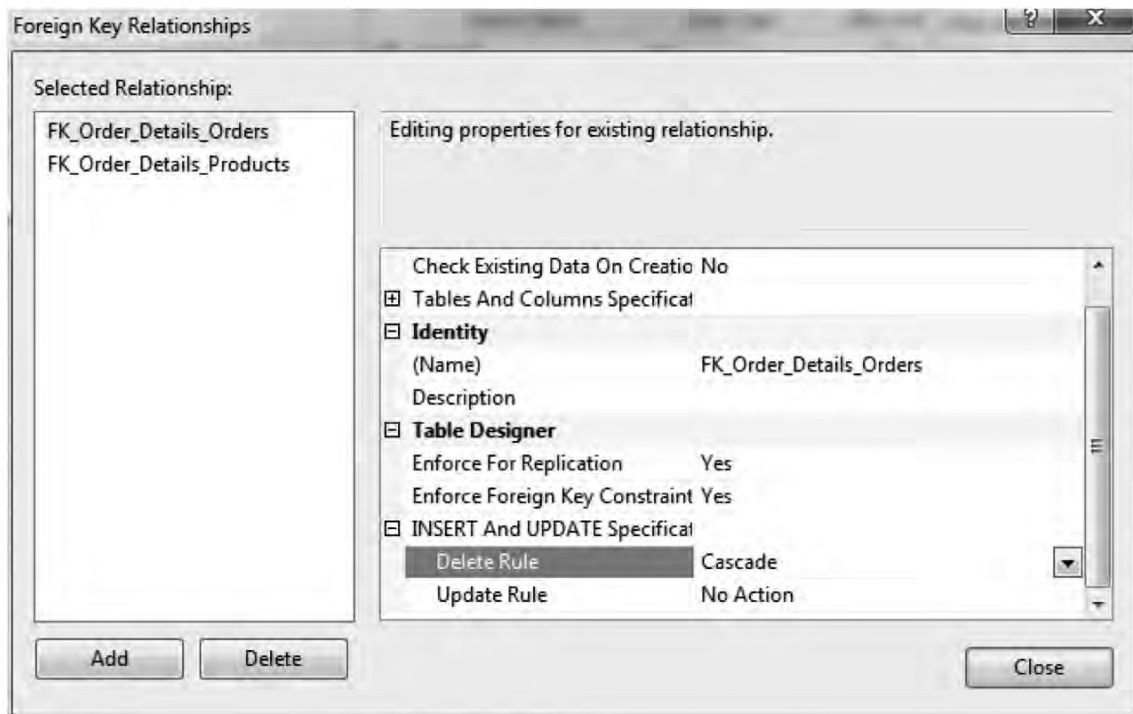 Foreign Key Relationships
?
X
Selected Relationship:
FK_Order_Details_Orders
FK_Order_Details_Products
Editing properties for existing relationship.
Check Existing Data On Creatio No
Tables And Columns Specificat
Identity
(Name) FK_Order_Details_Orders
Description
Table Designer
Enforce For Replication Yes
Enforce Foreign Key Constraint Yes
INSERT And UPDATE Specificat
Delete Rule Cascade
Update Rule No Action
Add
Delete
Close